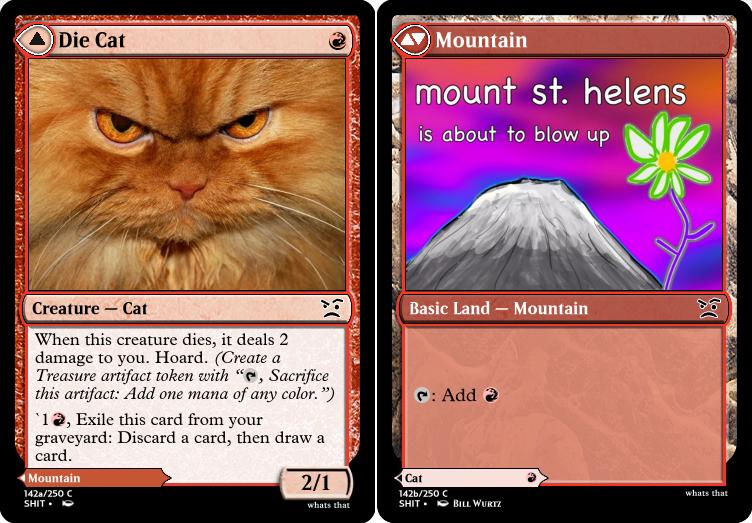 Die Cat
Creature — Cat
When this creature dies, it deals 2
damage to you. Hoard. (Create a
Treasure artifact token with “, Sacrifice
this artifact: Add one mana of any color.”)
`1, Exile this card from your
graveyard: Discard a card, then draw a
card.
Mountain
2/1
142a/250 C
SHIT •
whats that
Mountain
mount st. helens
is about to blow up
Basic Land — Mountain
: Add
Cat
142b/250 C
SHIT • BILL WURTZ
whats that